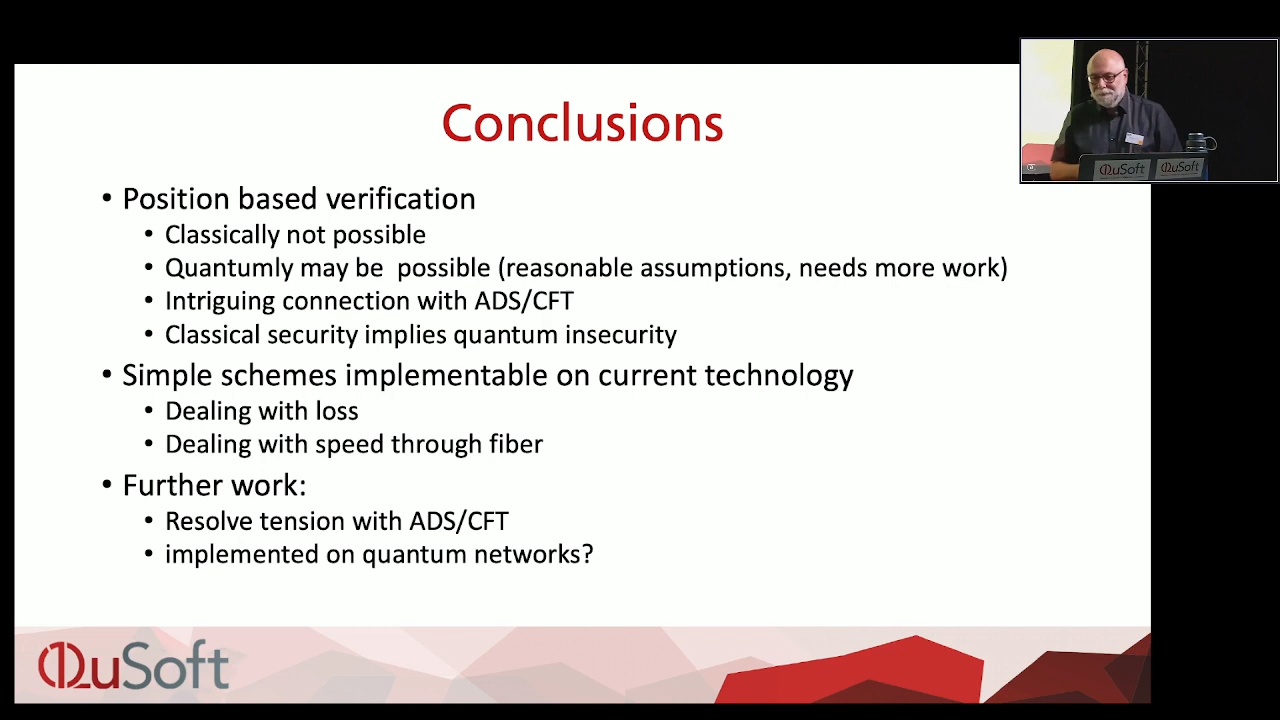 Conclusions
• Position based verification
• Classically not possible
• Quantumly may be  possible (reasonable assumptions, needs more work)
• Intriguing connection with ADS/CFT
• Classical security implies quantum insecurity
• Simple schemes implementable on current technology
• Dealing with loss
• Dealing with speed through fiber
• Further work:
• Resolve tension with ADS/CFT
• implemented on quantum networks?
QuSoft
QuSoft QuSoft